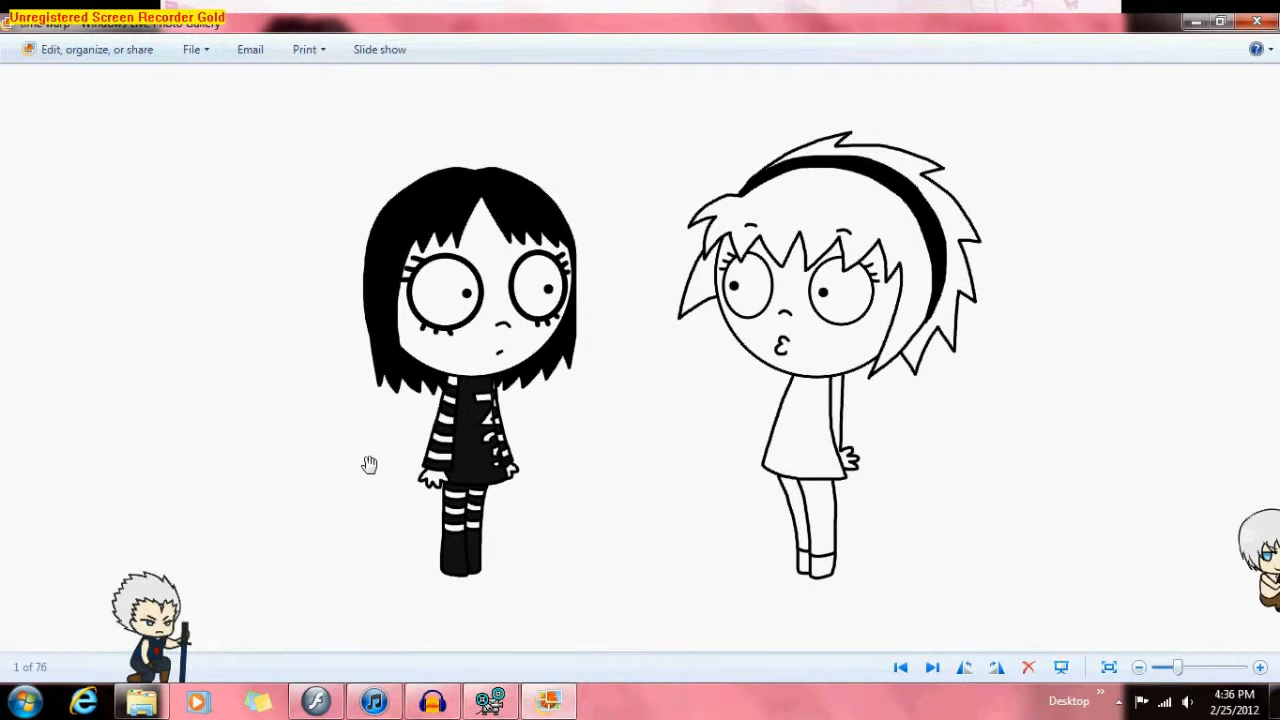 Unregistered Screen Recorder Gold
Edit, organize, or share
File
Email
Print
Slide show
1 of 76
Desktop
4:36 PM
2/25/2012